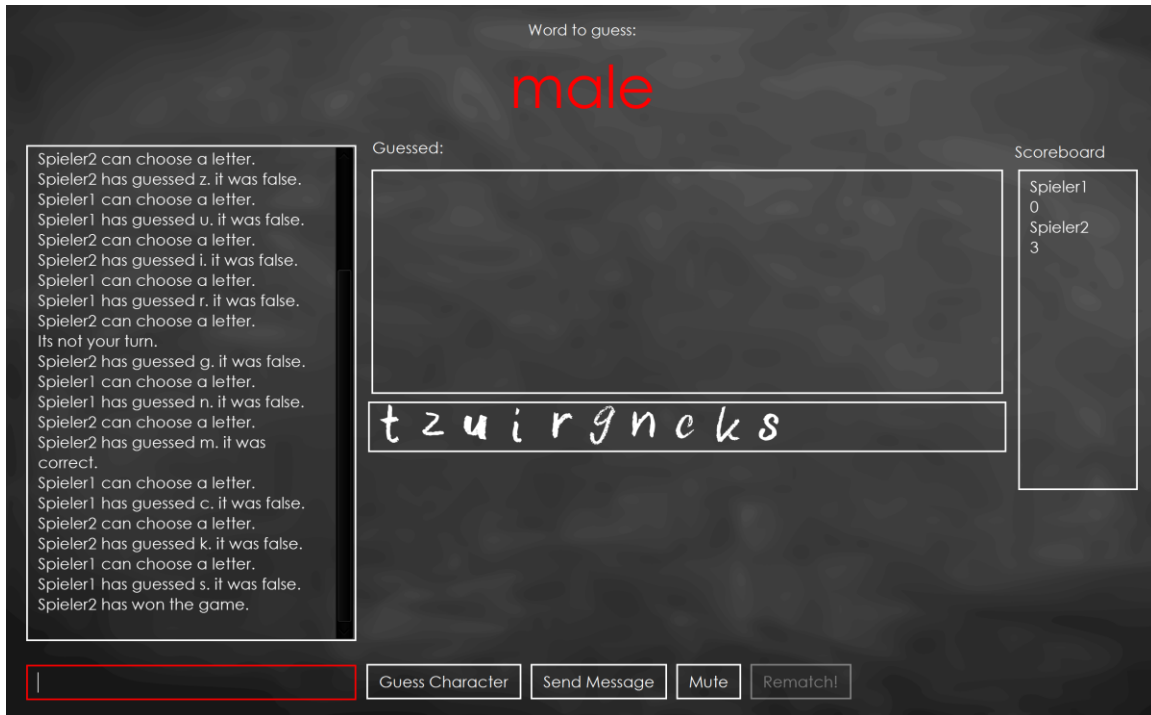 Word to guess:
male
Spieler2 can choose a letter.
Spieler2 has guessed z. it was false.
Spieler1 can choose a letter.
Spieler1 has guessed u. it was false.
Spieler2 can choose a letter.
Spieler2 has guessed i. it was false.
Spieler1 can choose a letter.
Spieler1 has guessed r. it was false.
Spieler2 can choose a letter.
Its not your turn.
Spieler2 has guessed g. it was false.
Spieler1 can choose a letter.
Spieler1 has guessed n. it was false.
Spieler2 can choose a letter.
Spieler2 has guessed m. it was
correct.
Spieler1 can choose a letter.
Spieler1 has guessed c. it was false.
Spieler2 can choose a letter.
Spieler2 has guessed k. it was false.
Spieler1 can choose a letter.
Spieler1 has guessed s. it was false.
Spieler2 has won the game.
Guessed:
t z u i r g n c k s
Scoreboard
Spieler1
0
Spieler2
3
Guess Character Send Message Mute Rematch!